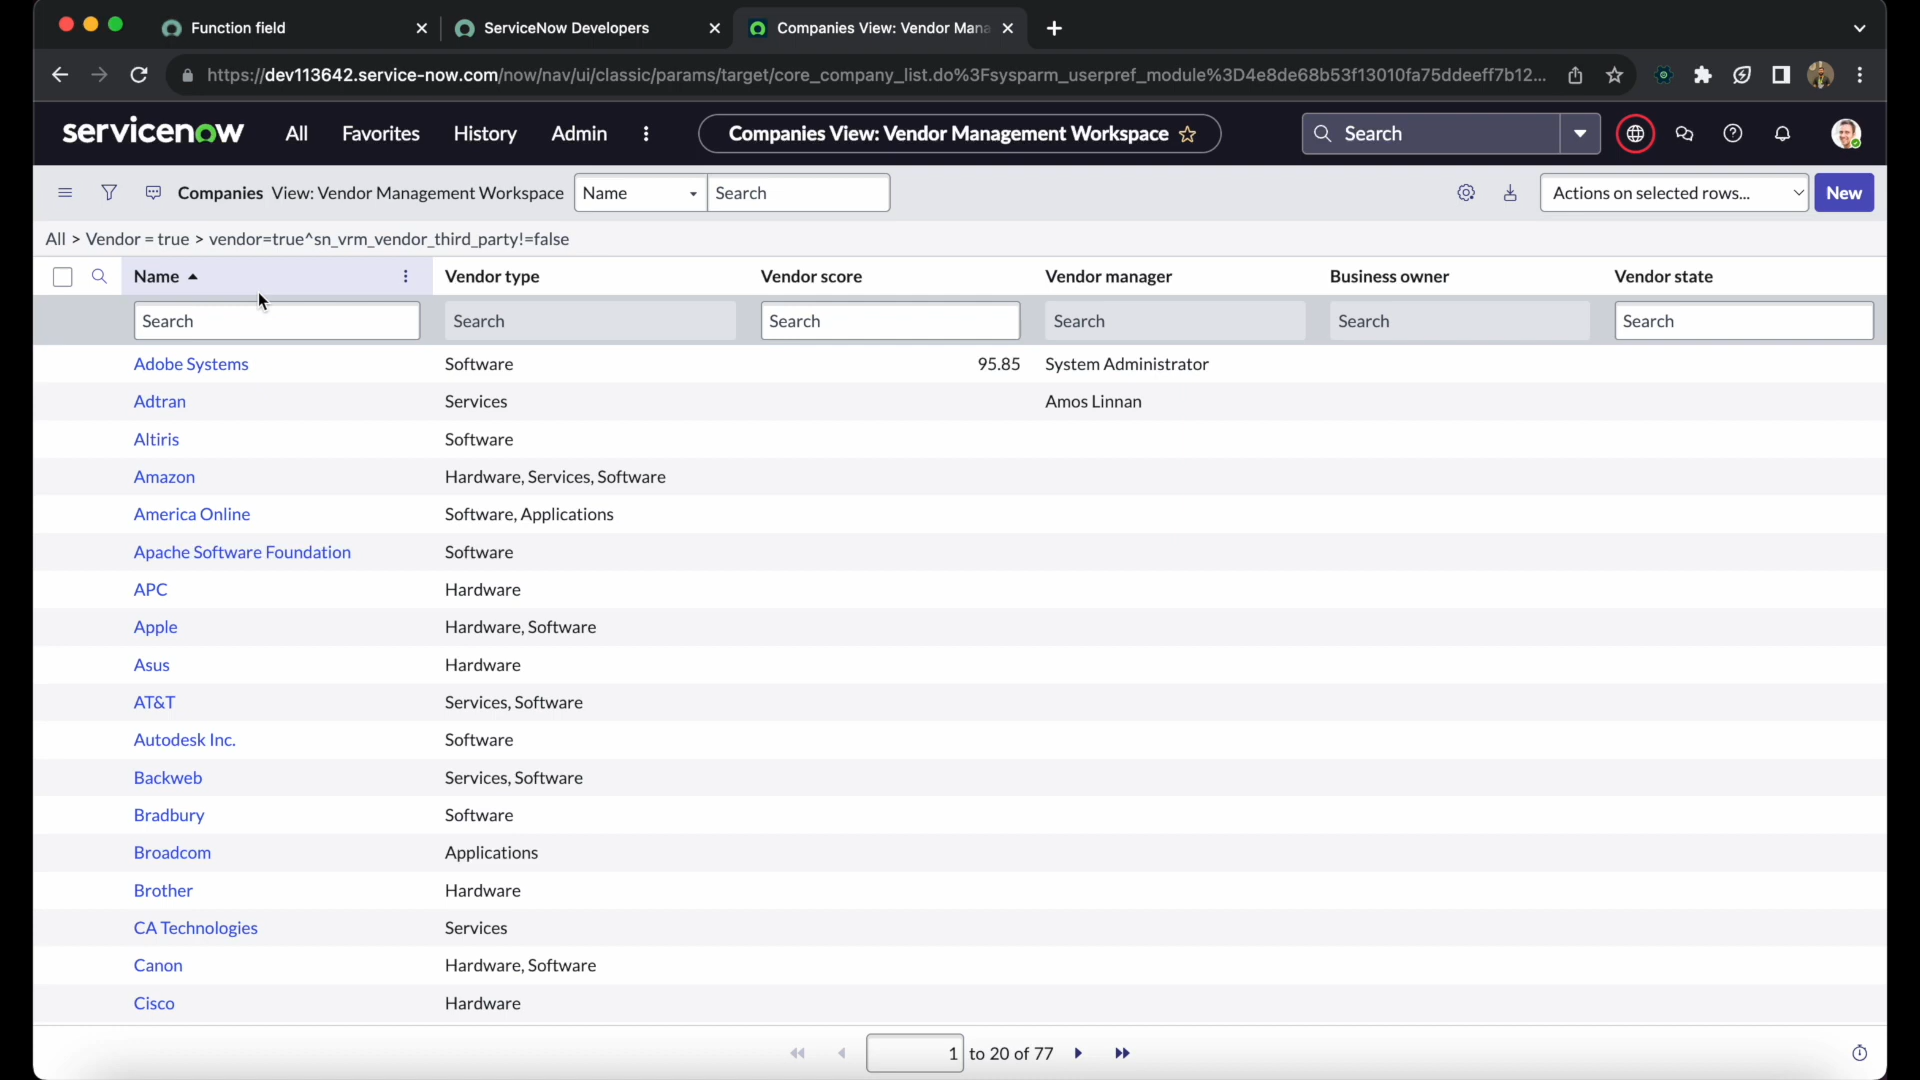 Function field
ServiceNow Developers
Companies View: Vendor Mana
https://dev113642.service-now.com/now/nav/ui/classic/params/target/core_company_list.do%3Fsysparm_userpref_module%3D4e8de68b53f13010fa75ddeeff7b12...
servicenow All Favorites History Admin Companies View: Vendor Management Workspace Search
Companies View: Vendor Management Workspace Name Search Actions on selected rows... New
All > Vendor = true > vendor=true^sn_vrm_vendor_third_party!=false
Name Vendor type Vendor score Vendor manager Business owner Vendor state
Search Search Search Search Search Search
Adobe Systems Software 95.85 System Administrator
Adtran Services Amos Linnan
Altiris Software
Amazon Hardware, Services, Software
America Online Software, Applications
Apache Software Foundation Software
APC Hardware
Apple Hardware, Software
Asus Hardware
AT&T Services, Software
Autodesk Inc. Software
Backweb Services, Software
Bradbury Software
Broadcom Applications
Brother Hardware
CA Technologies Services
Canon Hardware, Software
Cisco Hardware
1 to 20 of 77